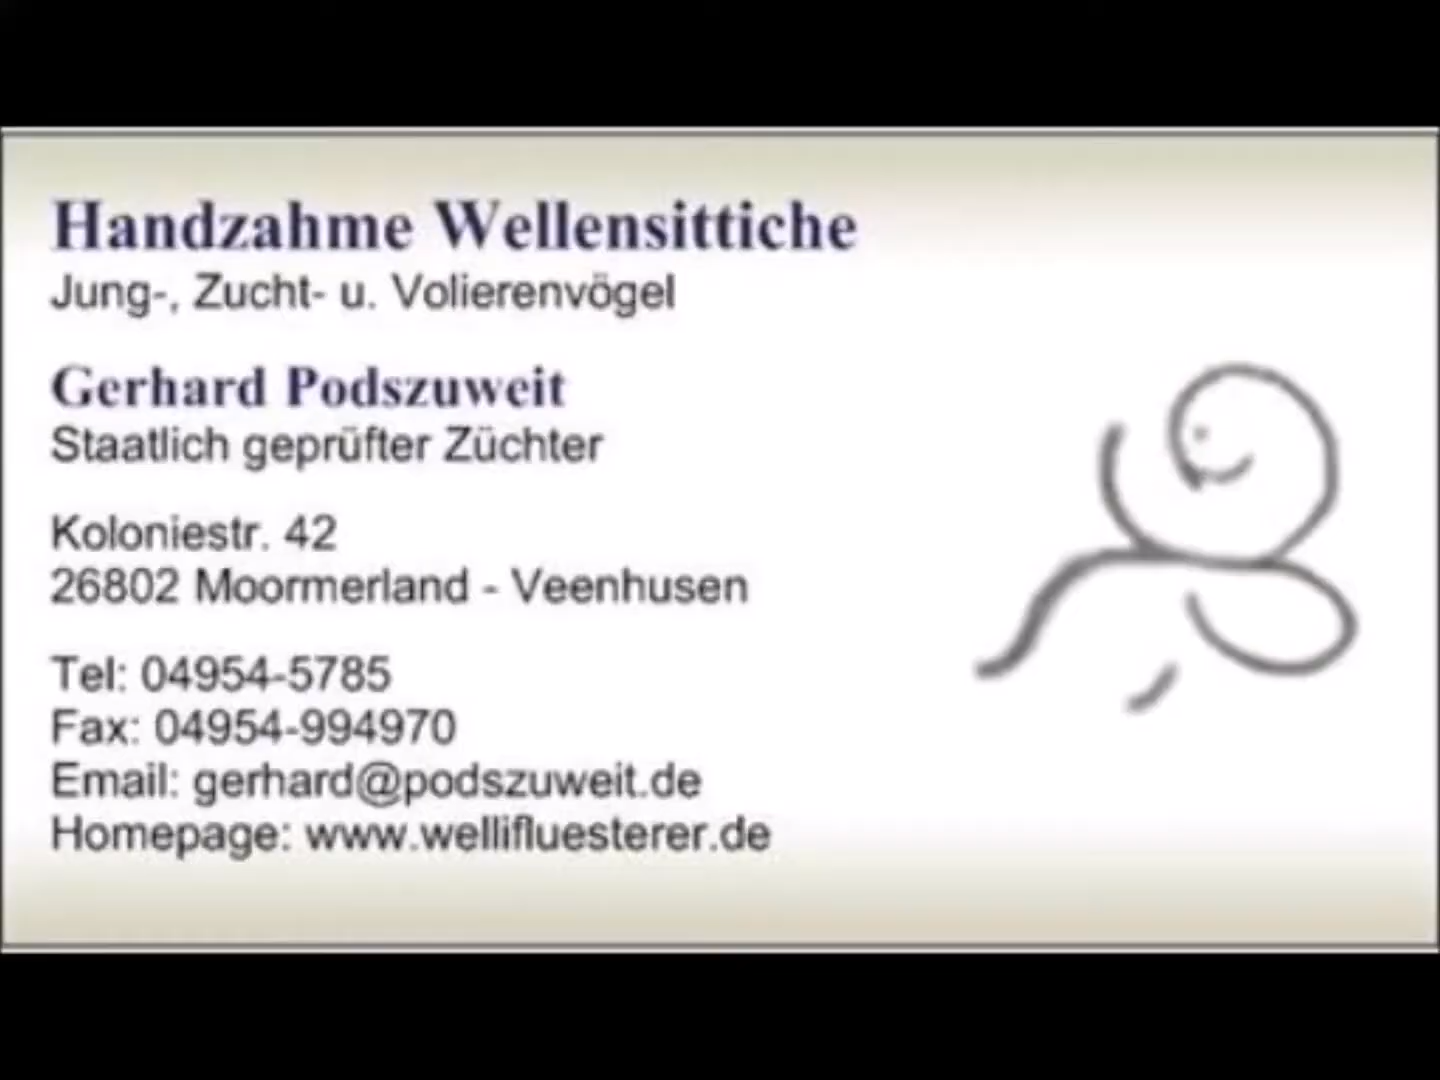 Handzahme Wellensittiche
Jung-, Zucht- u. Volierenvögel
Gerhard Podszuweit
Staatlich geprüfter Züchter
Koloniestr. 42
26802 Moormerland - Veenhusen
Tel: 04954-5785
Fax: 04954-994970
Email: gerhard@podszuweit.de
Homepage: www.wellifluesterer.de